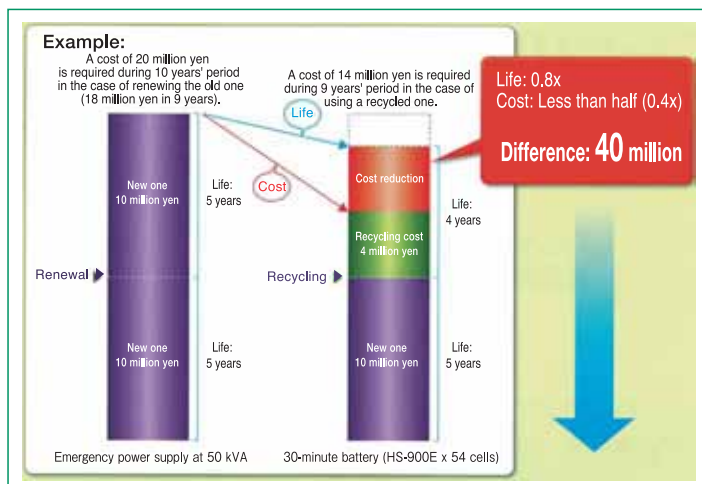 Example:
A cost of 20 million yen
is required during 10 years' period
in the case of renewing the old one
(18 million yen in 9 years).
A cost of 14 million yen is required
during 9 years' period in the case of
using a recycled one.
Life: 0.8x
Cost: Less than half (0.4x)
Difference: 40 million
Life
Cost
New one
10 million yen
Life:
5 years
Cost reduction
Life:
4 years
Recycling cost
4 million yen
Renewal
Recycling
New one
10 million yen
Life:
5 years
New one
10 million yen
Life:
5 years
Emergency power supply at 50 kVA
30-minute battery (HS-900E x 54 cells)